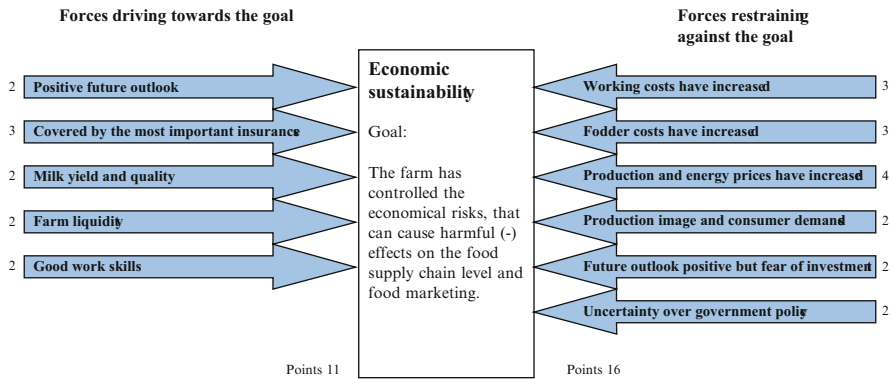 Forces driving towards the goal
Forces restraining
against the goal
2 Positive future outlook
3 Covered by the most important insurance
2 Milk yield and quality
2 Farm liquidity
2 Good work skills
Points 11
Economic
sustainability
Goal:
The farm has
controlled the
economical risks, that
can cause harmful (-)
effects on the food
supply chain level and
food marketing.
Working costs have increased 3
Fodder costs have increased 3
Production and energy prices have increased 4
Production image and consumer demand 2
Future outlook positive but fear of investment 2
Uncertainty over government policy 2
Points 16